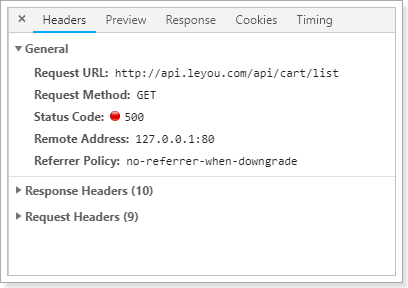 × Headers Preview Response Cookies Timing
General
Request URL: http://api.leyou.com/api/cart/list
Request Method: GET
Status Code: 500
Remote Address: 127.0.0.1:80
Referrer Policy: no-referrer-when-downgrade
Response Headers (10)
Request Headers (9)